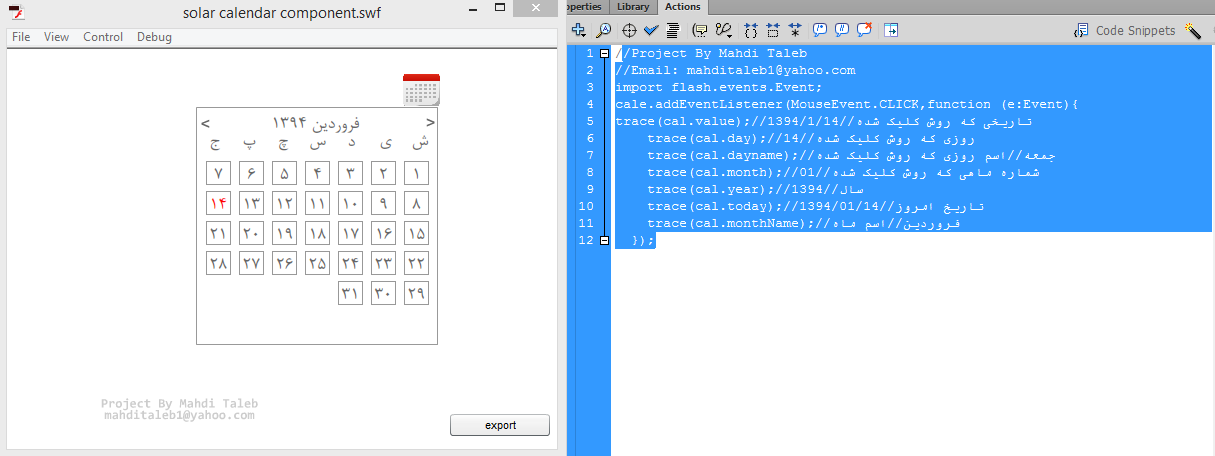 solar calendar component.swf
File View Control Debug
< فروردین ۱۳۹۴ >
ش ی د س چ پ ج
۱ ۲ ۳ ۴ ۵ ۶ ۷
۸ ۹ ۱۰ ۱۱ ۱۲ ۱۳ ۱۴
۱۵ ۱۶ ۱۷ ۱۸ ۱۹ ۲۰ ۲۱
۲۲ ۲۳ ۲۴ ۲۵ ۲۶ ۲۷ ۲۸
۲۹ ۳۰ ۳۱
Project By Mahdi Taleb
mahditaleb1@yahoo.com
export
operties Library Actions
Code Snippets
1 //Project By Mahdi Taleb
2 //Email: mahditaleb1@yahoo.com
3 import flash.events.Event;
4 cale.addEventListener(MouseEvent.CLICK,function (e:Event){
5 trace(cal.value);//1394/1/14//تاریخی که روش کلیک شده
6 trace(cal.day);//14//روزی که روش کلیک شده
7 trace(cal.dayname);//جمعه//اسم روزی که روش کلیک شده
8 trace(cal.month);//01//شماره ماهی که روش کلیک شده
9 trace(cal.year);//1394//سال
10 trace(cal.today);//1394/01/14//تاریخ امروز
11 trace(cal.monthName);//فروردین//اسم ماه
12 });